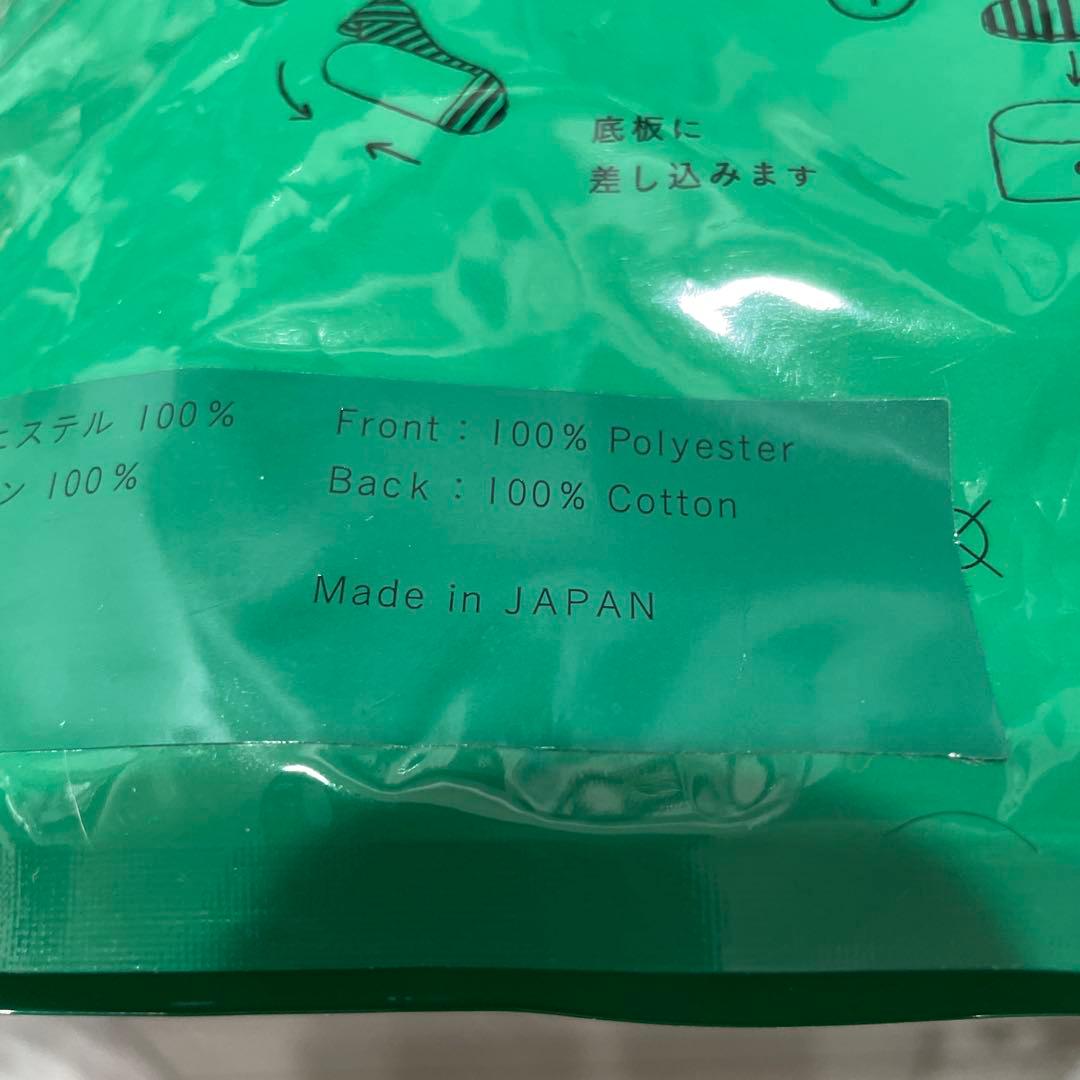 底板に
差し込みます
エステル 100%
ン 100%
Front : 100% Polyester
Back : 100% Cotton
Made in JAPAN